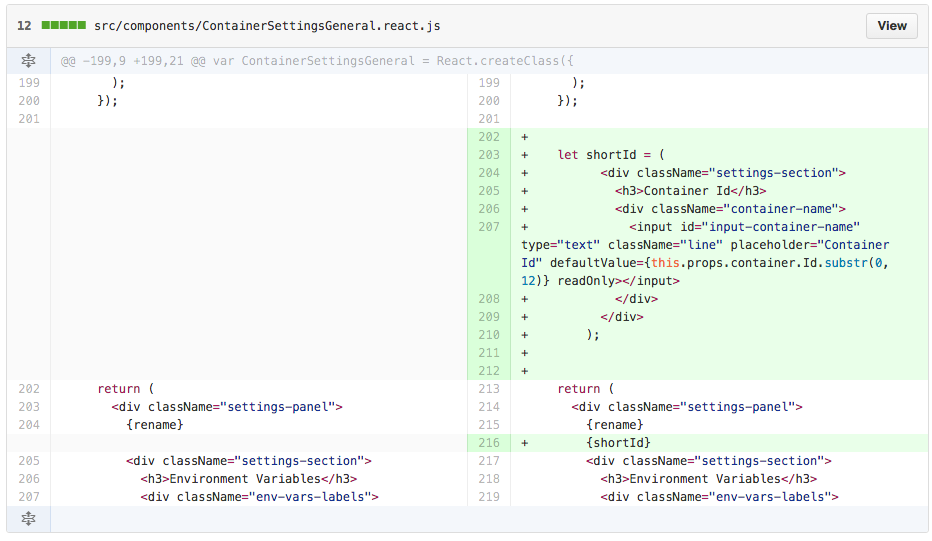 12 src/components/ContainerSettingsGeneral.react.js View
@@ -199,9 +199,21 @@ var ContainerSettingsGeneral = React.createClass({
199 ); 199 );
200 }); 200 });
201 201
202 +
203 + let shortId = (
204 + <div className="settings-section">
205 + <h3>Container Id</h3>
206 + <div className="container-name">
207 + <input id="input-container-name"
type="text" className="line" placeholder="Container
Id" defaultValue={this.props.container.Id.substr(0,
12)} readOnly></input>
208 + </div>
209 + </div>
210 + );
211 +
212 +
202 return ( 213 return (
203 <div className="settings-panel"> 214 <div className="settings-panel">
204 {rename} 215 {rename}
216 + {shortId}
205 <div className="settings-section"> 217 <div className="settings-section">
206 <h3>Environment Variables</h3> 218 <h3>Environment Variables</h3>
207 <div className="env-vars-labels"> 219 <div className="env-vars-labels">